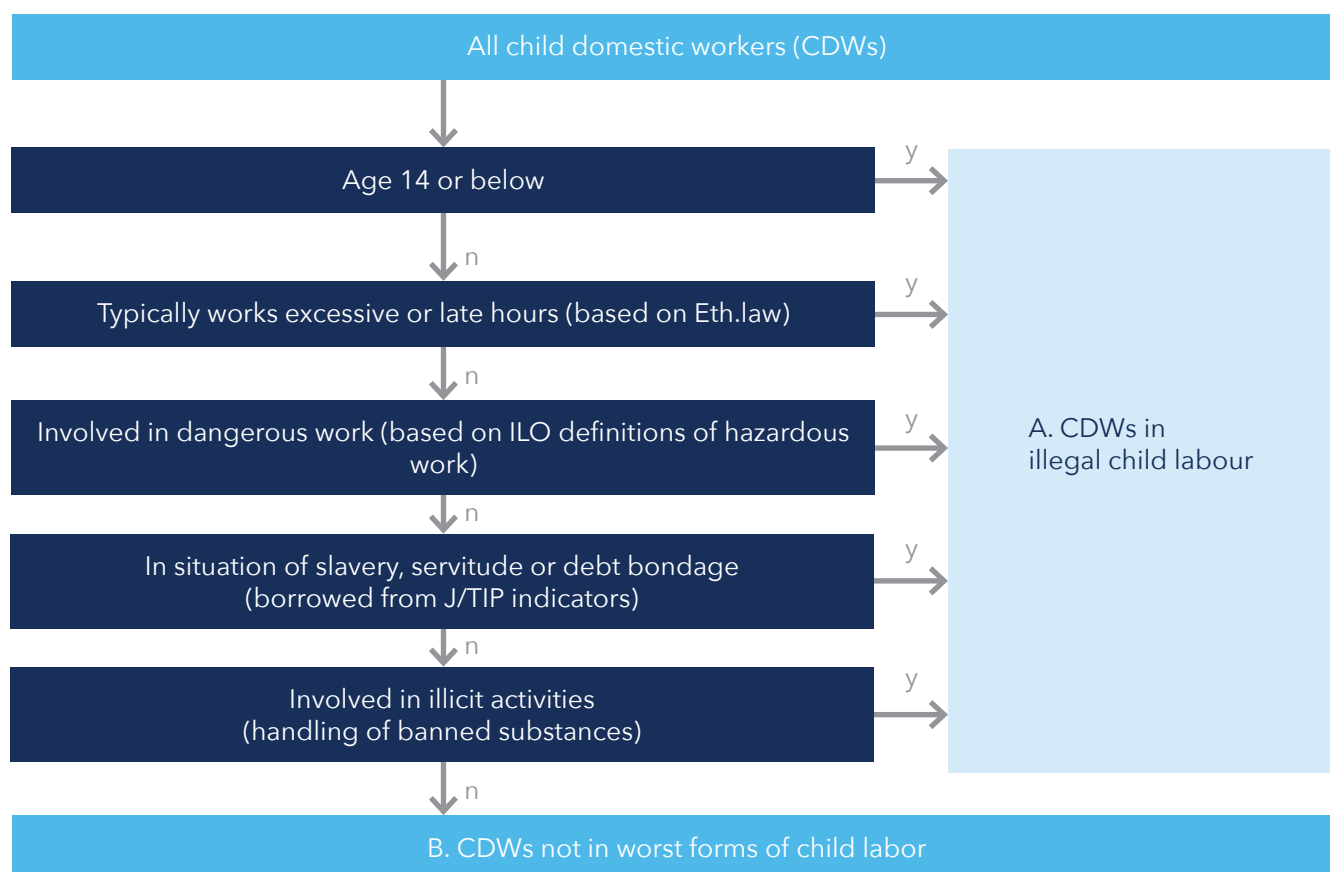 All child domestic workers (CDWs)
Age 14 or below
y
n
Typically works excessive or late hours (based on Eth.law)
y
n
Involved in dangerous work (based on ILO definitions of hazardous
work)
y
A. CDWs in
illegal child labour
n
In situation of slavery, servitude or debt bondage
(borrowed from J/TIP indicators)
y
n
Involved in illicit activities
(handling of banned substances)
y
n
B. CDWs not in worst forms of child labor